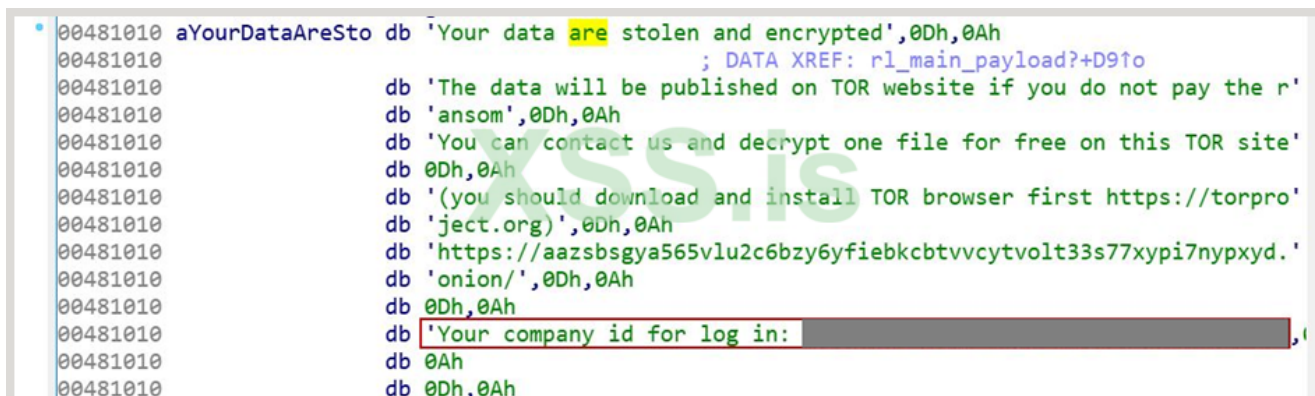 00481010 aYourDataAreSto db 'Your data are stolen and encrypted',0Dh,0Ah
00481010 ; DATA XREF: rl_main_payload?+D9↑o
00481010 db 'The data will be published on TOR website if you do not pay the r'
00481010 db 'ansom',0Dh,0Ah
00481010 db 'You can contact us and decrypt one file for free on this TOR site'
00481010 db 0Dh,0Ah
00481010 db '(you should download and install TOR browser first https://torpro'
00481010 db 'ject.org)',0Dh,0Ah
00481010 db 'https://aazsbsgya565vlu2c6bzy6yfiebkcbtvvcytvolt33s77xypi7nypxyd.'
00481010 db 'onion/',0Dh,0Ah
00481010 db 0Dh,0Ah
00481010 db 'Your company id for log in:
00481010 db 0Ah
00481010 db 0Dh,0Ah
XSS.is